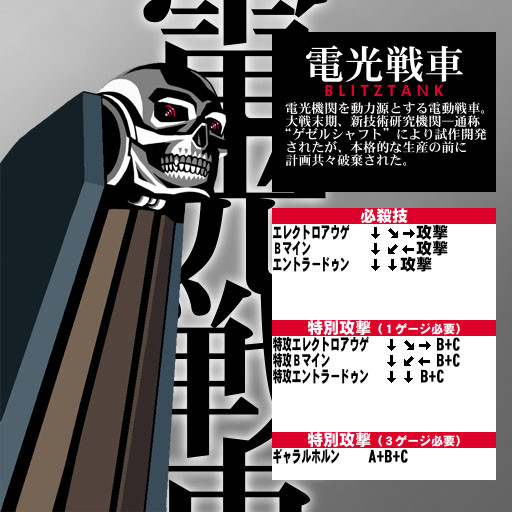 電光戦車
電光戦車
BLITZTANK
電光機関を動力源とする電動戦車。
大戦末期、新技術研究機関―通称
“ゲゼルシャフト”により試作開発
されたが、本格的な生産の前に
計画共々破棄された。
必殺技
エレクトロアウゲ ↓↘→攻撃
Bマイン ↓↙←攻撃
エントラードゥン ↓↓攻撃
特別攻撃（1ゲージ必要）
特攻エレクトロアウゲ ↓↘→ B+C
特攻Bマイン ↓↙← B+C
特攻エントラードゥン ↓↓ B+C
特別攻撃（3ゲージ必要）
ギャラルホルン A+B+C